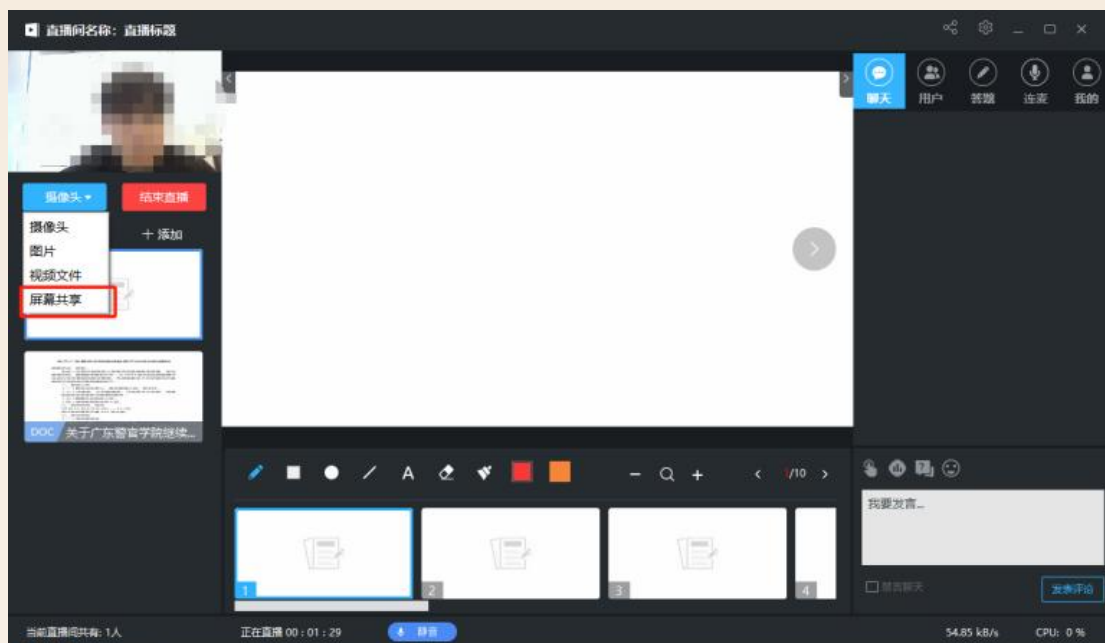 直播间名称：直播标题
聊天
用户
答题
连麦
我的
摄像头
结束直播
摄像头
图片
视频文件
屏幕共享
＋ 添加
DOC 关于广东警官学院继续...
A
1/10
1
2
3
4
我要发言...
禁言聊天
发表评论
当前直播间共有: 1人
正在直播 00 : 01 : 29
静音
54.85 kB/s
CPU: 0 %